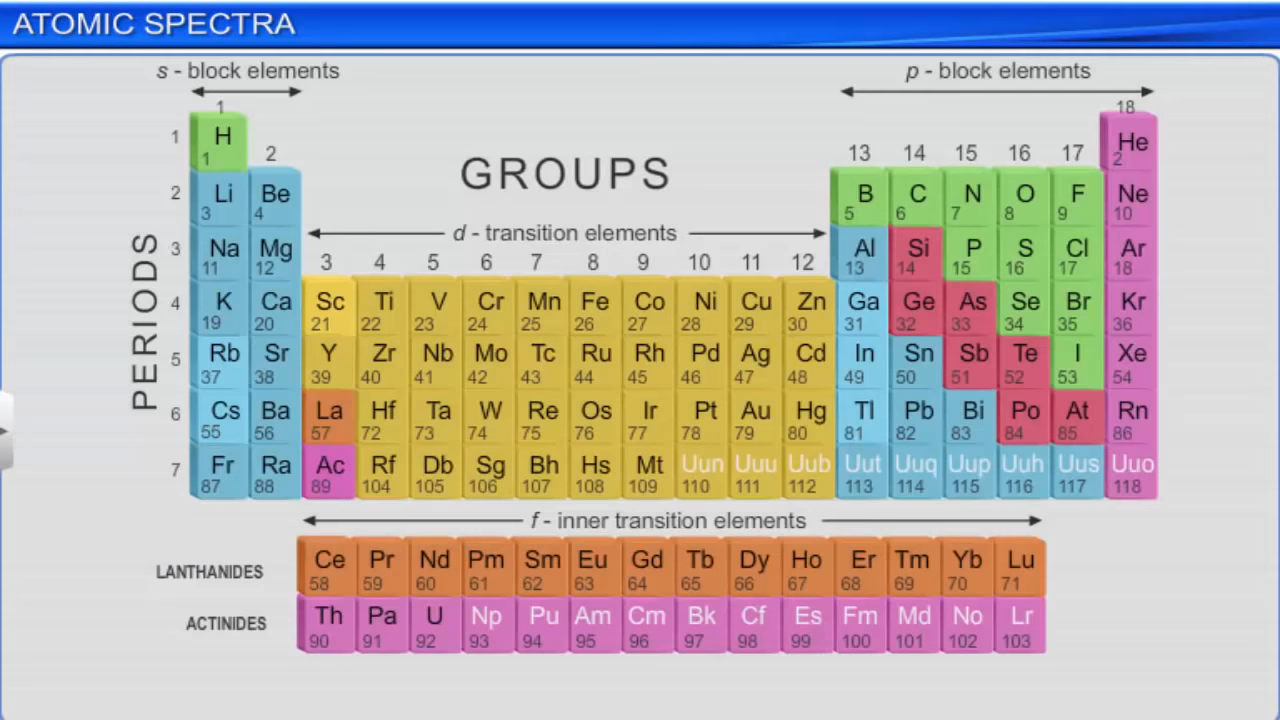 ATOMIC SPECTRA
s - block elements
p - block elements
1
18
1 H He
1 2
2 13 14 15 16 17
GROUPS
2 Li Be B C N O F Ne
3 4 5 6 7 8 9 10
d - transition elements
PERIODS
3 Na Mg Al Si P S Cl Ar
11 12 13 14 15 16 17 18
3 4 5 6 7 8 9 10 11 12
4 K Ca Sc Ti V Cr Mn Fe Co Ni Cu Zn Ga Ge As Se Br Kr
19 20 21 22 23 24 25 26 27 28 29 30 31 32 33 34 35 36
5 Rb Sr Y Zr Nb Mo Tc Ru Rh Pd Ag Cd In Sn Sb Te I Xe
37 38 39 40 41 42 43 44 45 46 47 48 49 50 51 52 53 54
6 Cs Ba La Hf Ta W Re Os Ir Pt Au Hg Tl Pb Bi Po At Rn
55 56 57 72 73 74 75 76 77 78 79 80 81 82 83 84 85 86
7 Fr Ra Ac Rf Db Sg Bh Hs Mt Uun Uuu Uub Uut Uuq Uup Uuh Uus Uuo
87 88 89 104 105 106 107 108 109 110 111 112 113 114 115 116 117 118
f - inner transition elements
LANTHANIDES Ce Pr Nd Pm Sm Eu Gd Tb Dy Ho Er Tm Yb Lu
58 59 60 61 62 63 64 65 66 67 68 69 70 71
ACTINIDES Th Pa U Np Pu Am Cm Bk Cf Es Fm Md No Lr
90 91 92 93 94 95 96 97 98 99 100 101 102 103